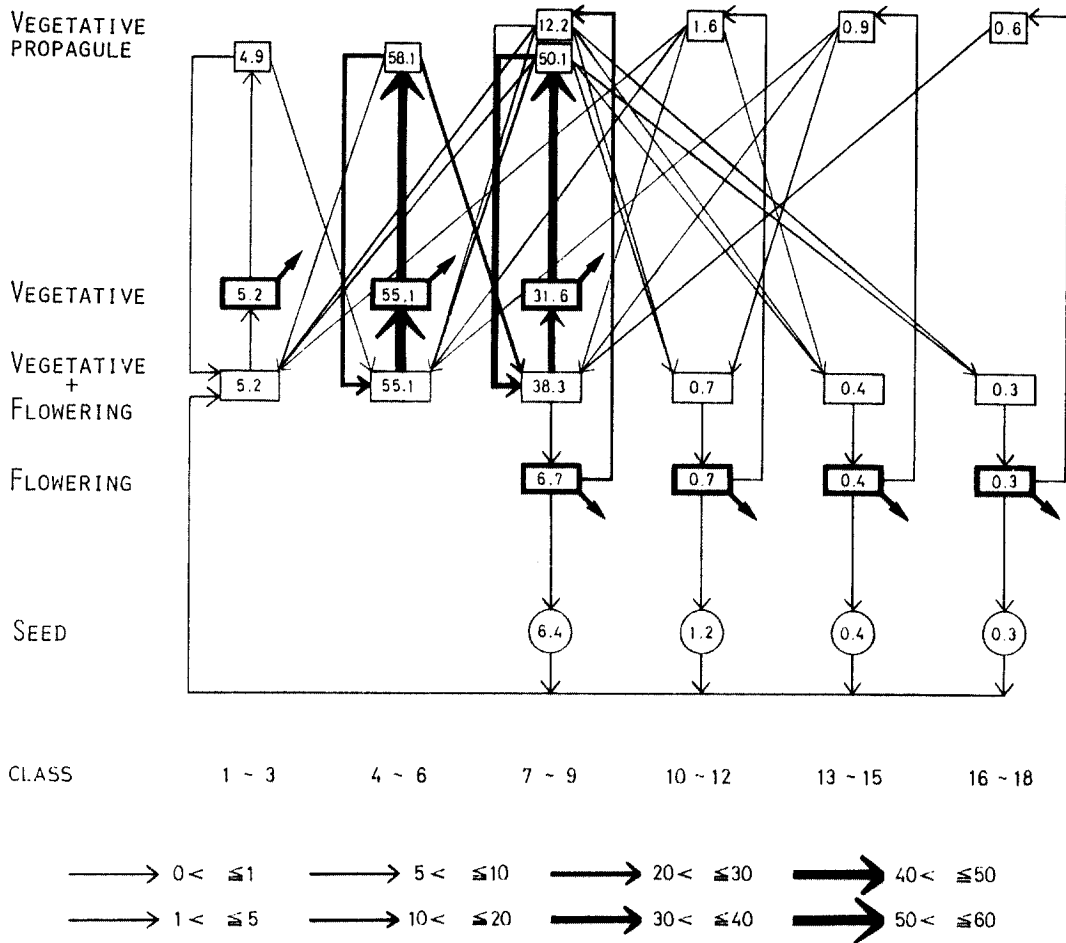 VEGETATIVE PROPAGULE
12.2 1.6 0.9 0.6
4.9 58.1 50.1
VEGETATIVE
5.2 55.1 31.6
VEGETATIVE + FLOWERING
5.2 55.1 38.3 0.7 0.4 0.3
FLOWERING
6.7 0.7 0.4 0.3
SEED
6.4 1.2 0.4 0.3
CLASS 1 ~ 3 4 ~ 6 7 ~ 9 10 ~ 12 13 ~ 15 16 ~ 18
0 < ≦1 5 < ≦10 20 < ≦30 40 < ≦50
1 < ≦5 10 < ≦20 30 < ≦40 50 < ≦60